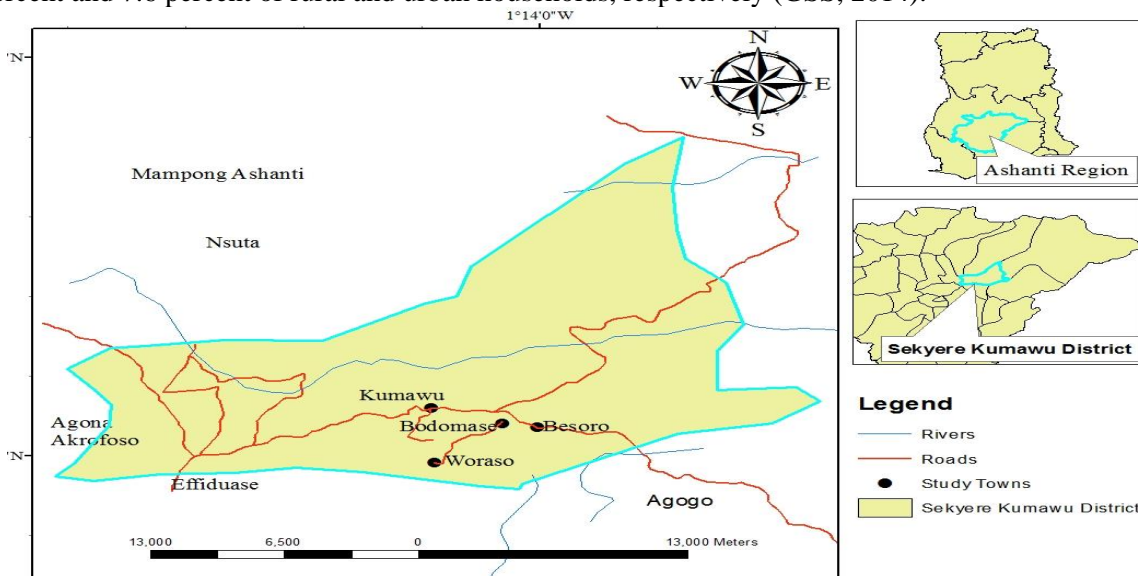 1°14'0"W
'N
N
W E
S
Mampong Ashanti
Nsuta
Kumawu
Bodomase
Besoro
Agona
Akrofoso
'N
Woraso
Effiduase
Agogo
13,000 6,500 0 13,000 Meters
Ashanti Region
Sekyere Kumawu District
Legend
Rivers
Roads
Study Towns
Sekyere Kumawu District